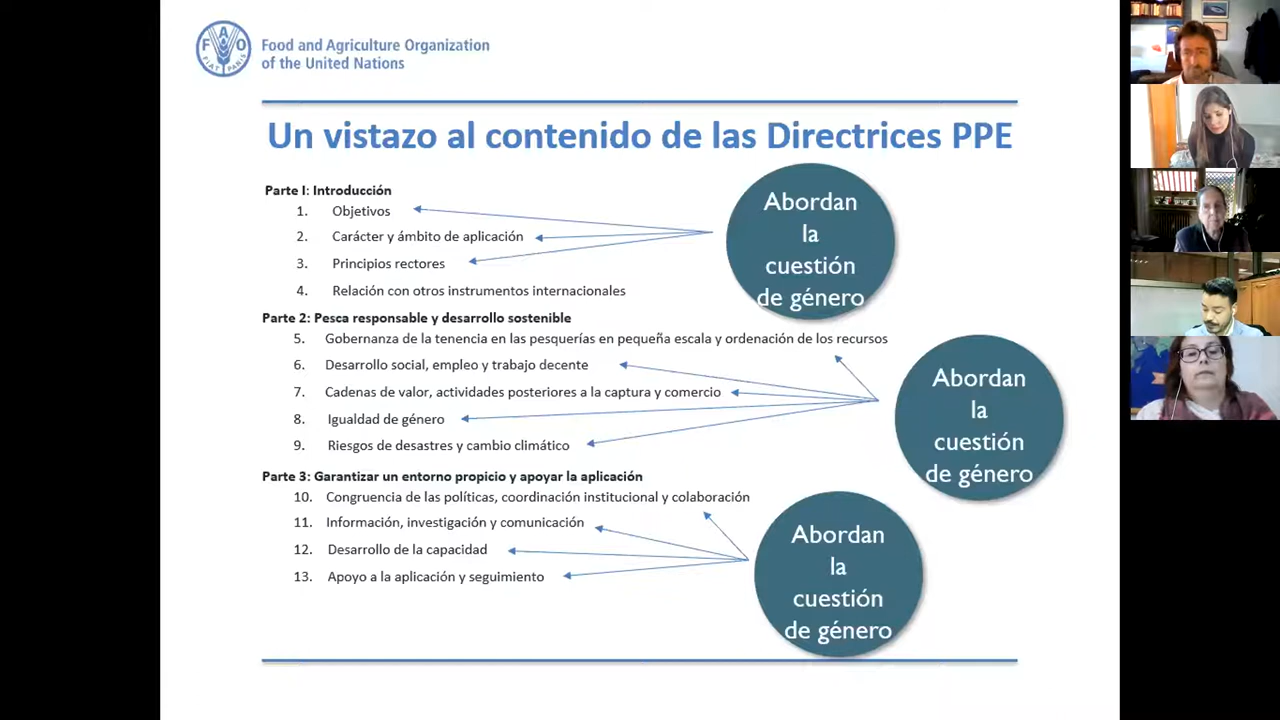 FAO
FIAT PANIS
Food and Agriculture Organization
of the United Nations
Un vistazo al contenido de las Directrices PPE
Parte I: Introducción
1. Objetivos
2. Carácter y ámbito de aplicación
3. Principios rectores
4. Relación con otros instrumentos internacionales
Abordan
la
cuestión
de género
Parte 2: Pesca responsable y desarrollo sostenible
5. Gobernanza de la tenencia en las pesquerías en pequeña escala y ordenación de los recursos
6. Desarrollo social, empleo y trabajo decente
7. Cadenas de valor, actividades posteriores a la captura y comercio
8. Igualdad de género
9. Riesgos de desastres y cambio climático
Abordan
la
cuestión
de género
Parte 3: Garantizar un entorno propicio y apoyar la aplicación
10. Congruencia de las políticas, coordinación institucional y colaboración
11. Información, investigación y comunicación
12. Desarrollo de la capacidad
13. Apoyo a la aplicación y seguimiento
Abordan
la
cuestión
de género